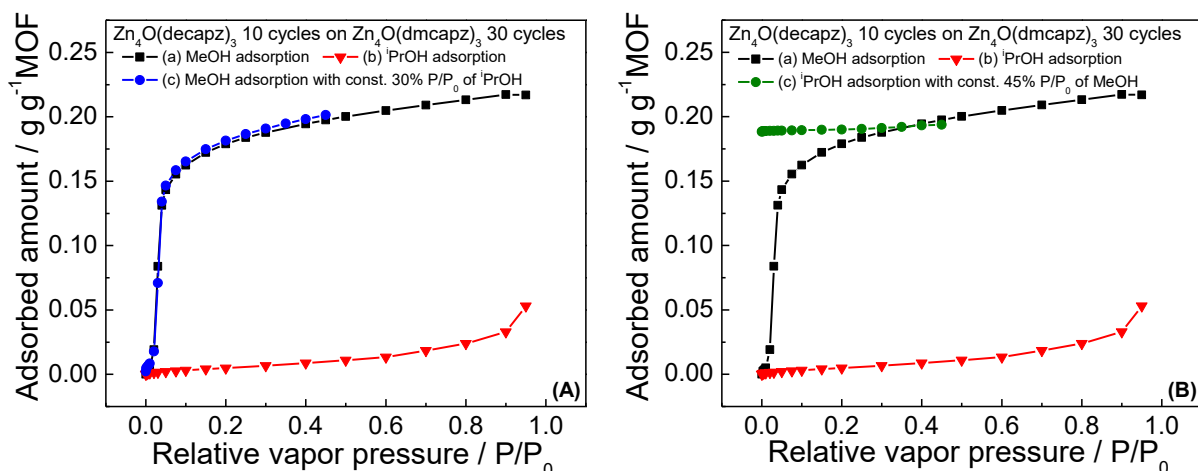 Zn₄O(decapz)₃ 10 cycles on Zn₄O(dmcapz)₃ 30 cycles
(a) MeOH adsorption (b) ⁱPrOH adsorption
(c) MeOH adsorption with const. 30% P/P₀ of ⁱPrOH
0.25
0.20
0.15
0.10
0.05
0.00
Adsorbed amount / g g⁻¹MOF
(A)
0.0 0.2 0.4 0.6 0.8 1.0
Relative vapor pressure / P/P₀
Zn₄O(decapz)₃ 10 cycles on Zn₄O(dmcapz)₃ 30 cycles
(a) MeOH adsorption (b) ⁱPrOH adsorption
(c) ⁱPrOH adsorption with const. 45% P/P₀ of MeOH
0.25
0.20
0.15
0.10
0.05
0.00
Adsorbed amount / g g⁻¹MOF
(B)
0.0 0.2 0.4 0.6 0.8 1.0
Relative vapor pressure / P/P₀